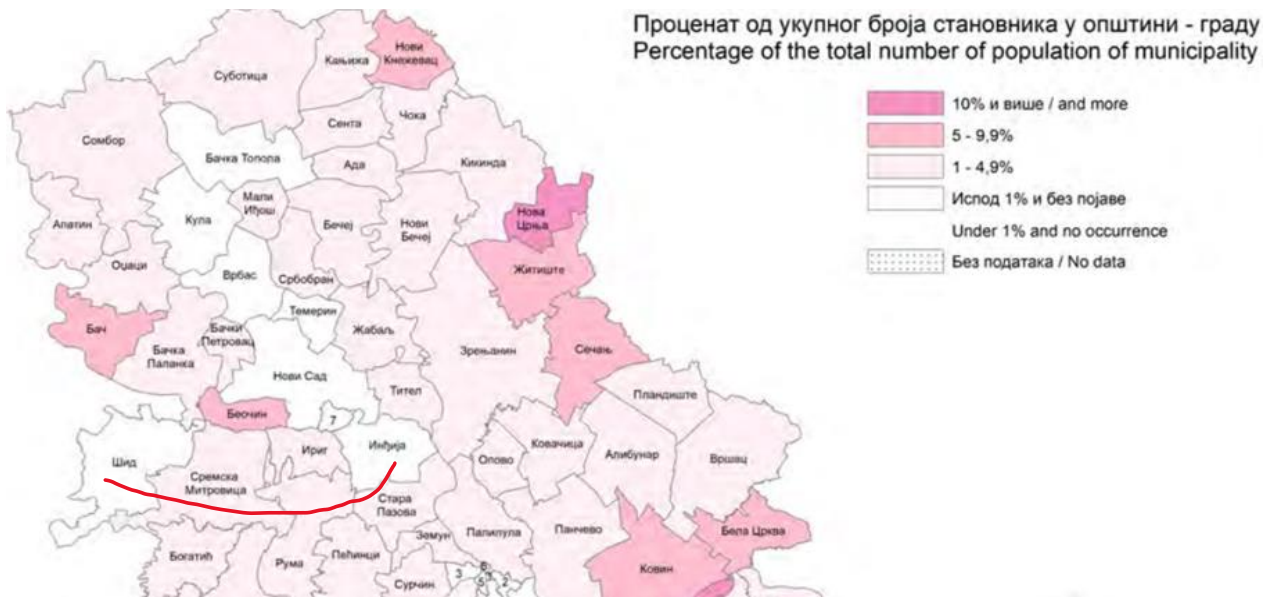 Проценат од укупног броја становника у општини - граду
Percentage of the total number of population of municipality
10% и више / and more
5 - 9,9%
1 - 4,9%
Испод 1% и без појаве
Under 1% and no occurrence
Без података / No data
Нови
Кнежевац
Кањижа
Суботица
Сента
Чока
Сомбор
Бачка Топола
Ада
Кикинда
Мали
Иђош
Апатин
Кула
Бечеј
Нови
Бечеј
Нова
Црња
Оџаци
Врбас
Србобран
Житиште
Темерин
Бач
Бачки
Петровац
Жабаљ
Бачка
Паланка
Зрењанин
Сечањ
Нови Сад
Тител
Пландиште
Беочин
7
Инђија
Ириг
Ковачица
Шид
Опово
Алибунар
Вршац
Сремска
Митровица
Стара
Пазова
Земун
Палилула
Панчево
Бела Црква
Богатић
Рума
Пећинци
Сурчин
Ковин
3
6
5
2